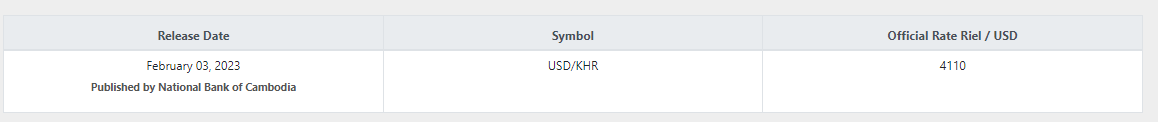 Release Date Symbol Official Rate Riel / USD
February 03, 2023 USD/KHR 4110
Published by National Bank of Cambodia